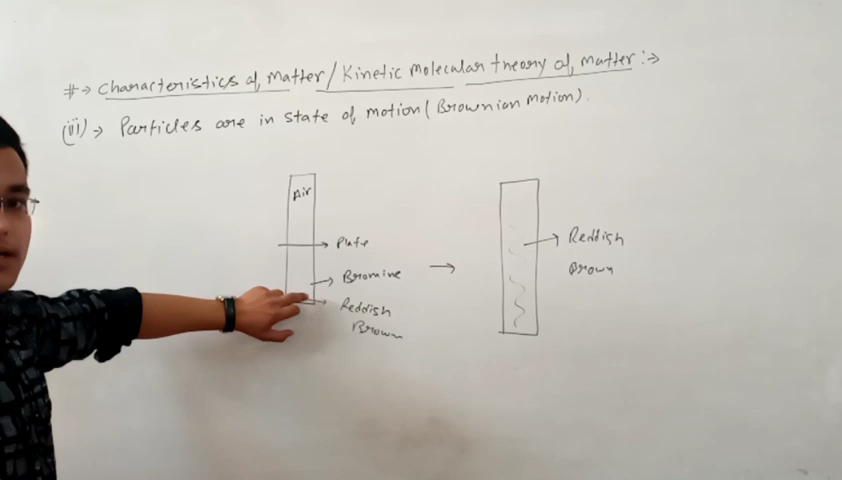 #→ Characteristics of Matter/Kinetic Molecular theory of matter:→
(iii)→ Particles are in state of motion (Brownian Motion).
Air
→ Plate
→ Bromine
→ Reddish
Brown
→
→ Reddish
Brown